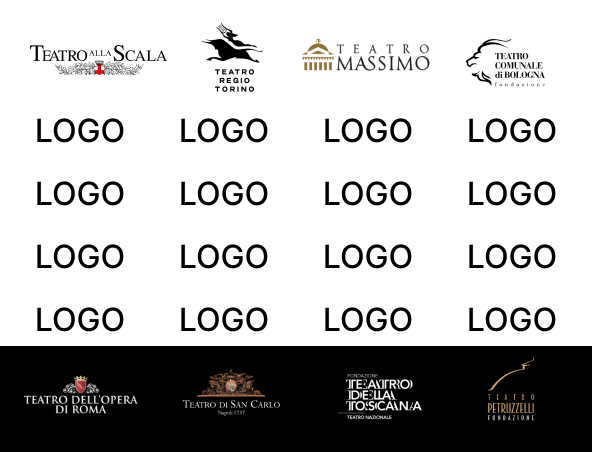 TEATRO ALLA SCALA
TEATRO
REGIO
TORINO
TEATRO
MASSIMO
TEATRO
COMUNALE
di BOLOGNA
fondazione
LOGO LOGO LOGO LOGO
LOGO LOGO LOGO LOGO
LOGO LOGO LOGO LOGO
LOGO LOGO LOGO LOGO
TEATRO DELL'OPERA
DI ROMA
TEATRO DI SAN CARLO
Napoli 1737
FONDAZIONE
TEATRO
DELLA
TOSCANA
TEATRO NAZIONALE
TEATRO
PETRUZZELLI
FONDAZIONE